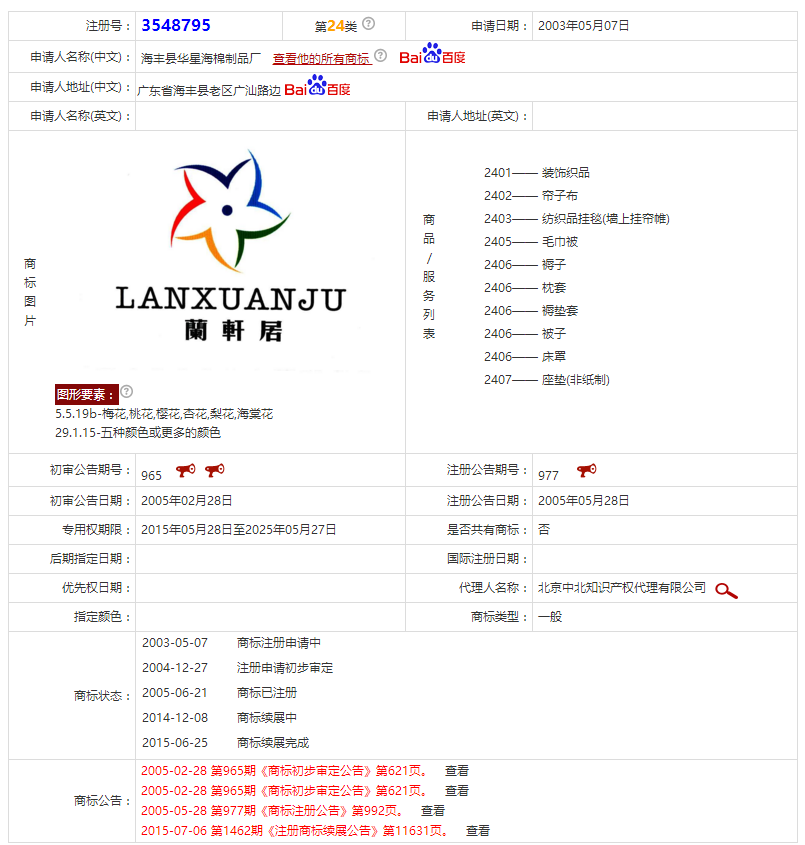 注册号： 3548795 第24类 ? 申请日期： 2003年05月07日
申请人名称(中文)： 海丰县华星海棉制品厂 查看他的所有商标 ? Bai du 百度
申请人地址(中文)： 广东省海丰县老区广汕路边 Bai du 百度
申请人名称(英文)： 申请人地址(英文)：
商标图片
LANXUANJU
蘭軒居
图形要素： ?
5.5.19b-梅花,桃花,樱花,杏花,梨花,海棠花
29.1.15-五种颜色或更多的颜色
商品/服务列表
2401—— 装饰织品
2402—— 帘子布
2403—— 纺织品挂毯(墙上挂帘帷)
2405—— 毛巾被
2406—— 褥子
2406—— 枕套
2406—— 褥垫套
2406—— 被子
2406—— 床罩
2407—— 座垫(非纸制)
初审公告期号： 965 注册公告期号： 977
初审公告日期： 2005年02月28日 注册公告日期： 2005年05月28日
专用权期限： 2015年05月28日至2025年05月27日 是否共有商标： 否
后期指定日期： 国际注册日期：
优先权日期： 代理人名称： 北京中北知识产权代理有限公司
指定颜色： 商标类型： 一般
商标状态：
2003-05-07 商标注册申请中
2004-12-27 注册申请初步审定
2005-06-21 商标已注册
2014-12-08 商标续展中
2015-06-25 商标续展完成
商标公告：
2005-02-28 第965期《商标初步审定公告》第621页。 查看
2005-02-28 第965期《商标初步审定公告》第621页。 查看
2005-05-28 第977期《商标注册公告》第992页。 查看
2015-07-06 第1462期《注册商标续展公告》第11631页。 查看